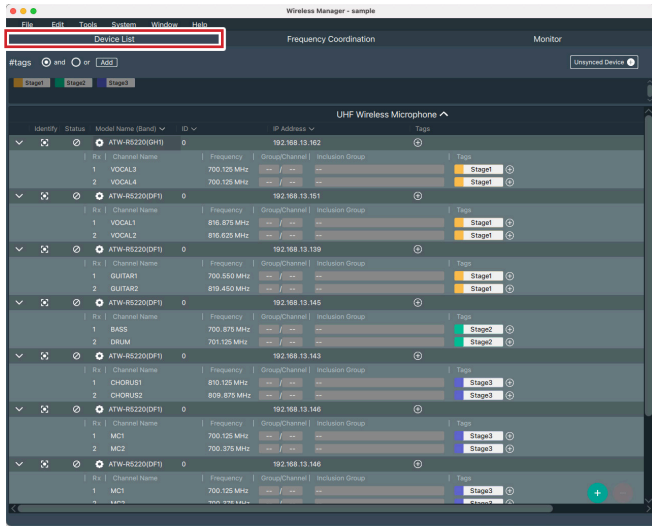 Wireless Manager - sample
File Edit Tools System Window Help
Device List Frequency Coordination Monitor
#tags and or Add Unsynced Device
Stage1 Stage2 Stage3
UHF Wireless Microphone
Identify Status Model Name (Band) ID IP Address Tags
ATW-R5220(GH1) 0 192.168.13.162
Rx Channel Name Frequency Group/Channel Inclusion Group Tags
1 VOCAL3 700.125 MHz -- / -- -- Stage1
2 VOCAL4 700.125 MHz -- / -- -- Stage1
ATW-R5220(DF1) 0 192.168.13.151
Rx Channel Name Frequency Group/Channel Inclusion Group Tags
1 VOCAL1 816.875 MHz -- / -- -- Stage1
2 VOCAL2 816.625 MHz -- / -- -- Stage1
ATW-R5220(DF1) 0 192.168.13.139
Rx Channel Name Frequency Group/Channel Inclusion Group Tags
1 GUITAR1 700.550 MHz -- / -- -- Stage1
2 GUITAR2 819.450 MHz -- / -- -- Stage1
ATW-R5220(DF1) 0 192.168.13.145
Rx Channel Name Frequency Group/Channel Inclusion Group Tags
1 BASS 700.875 MHz -- / -- -- Stage2
2 DRUM 701.125 MHz -- / -- -- Stage2
ATW-R5220(DF1) 0 192.168.13.143
Rx Channel Name Frequency Group/Channel Inclusion Group Tags
1 CHORUS1 810.125 MHz -- / -- -- Stage3
2 CHORUS2 809.875 MHz -- / -- -- Stage3
ATW-R5220(DF1) 0 192.168.13.146
Rx Channel Name Frequency Group/Channel Inclusion Group Tags
1 MC1 700.125 MHz -- / -- -- Stage3
2 MC2 700.375 MHz -- / -- -- Stage3
ATW-R5220(DF1) 0 192.168.13.146
Rx Channel Name Frequency Group/Channel Inclusion Group Tags
1 MC1 700.125 MHz -- / -- -- Stage3
2 MC2 700.375 MHz -- / -- -- Stage3